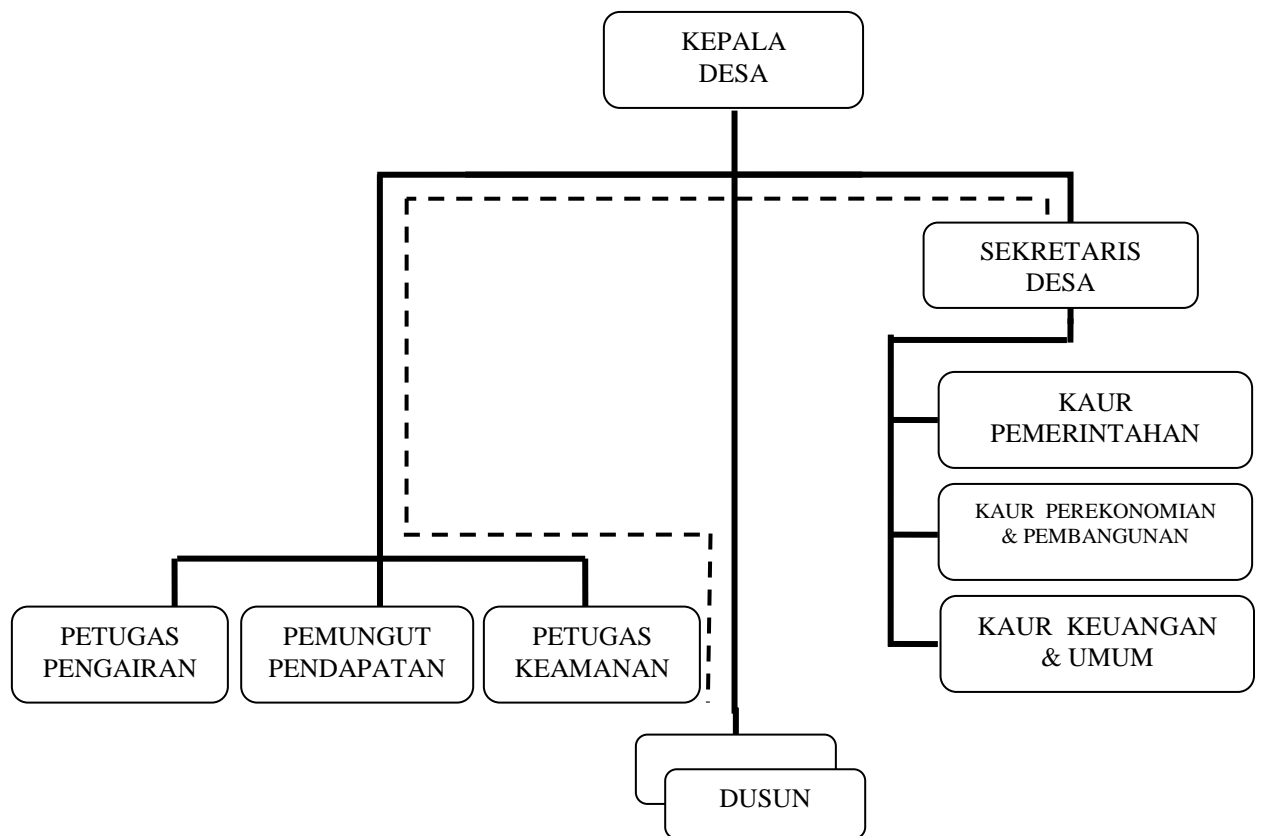 KEPALA
DESA
SEKRETARIS
DESA
KAUR
PEMERINTAHAN
KAUR PEREKONOMIAN
& PEMBANGUNAN
KAUR KEUANGAN
& UMUM
PETUGAS
PENGAIRAN
PEMUNGUT
PENDAPATAN
PETUGAS
KEAMANAN
DUSUN